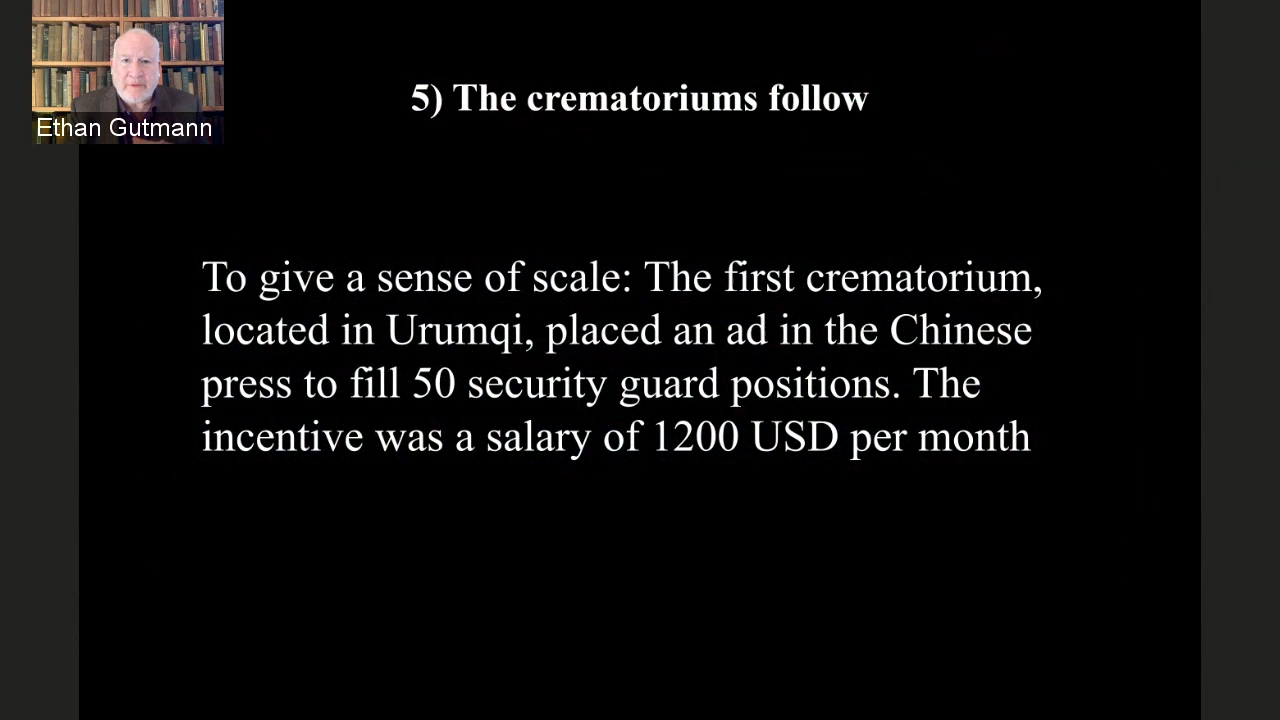 Ethan Gutmann
5) The crematoriums follow
To give a sense of scale: The first crematorium,
located in Urumqi, placed an ad in the Chinese
press to fill 50 security guard positions. The
incentive was a salary of 1200 USD per month